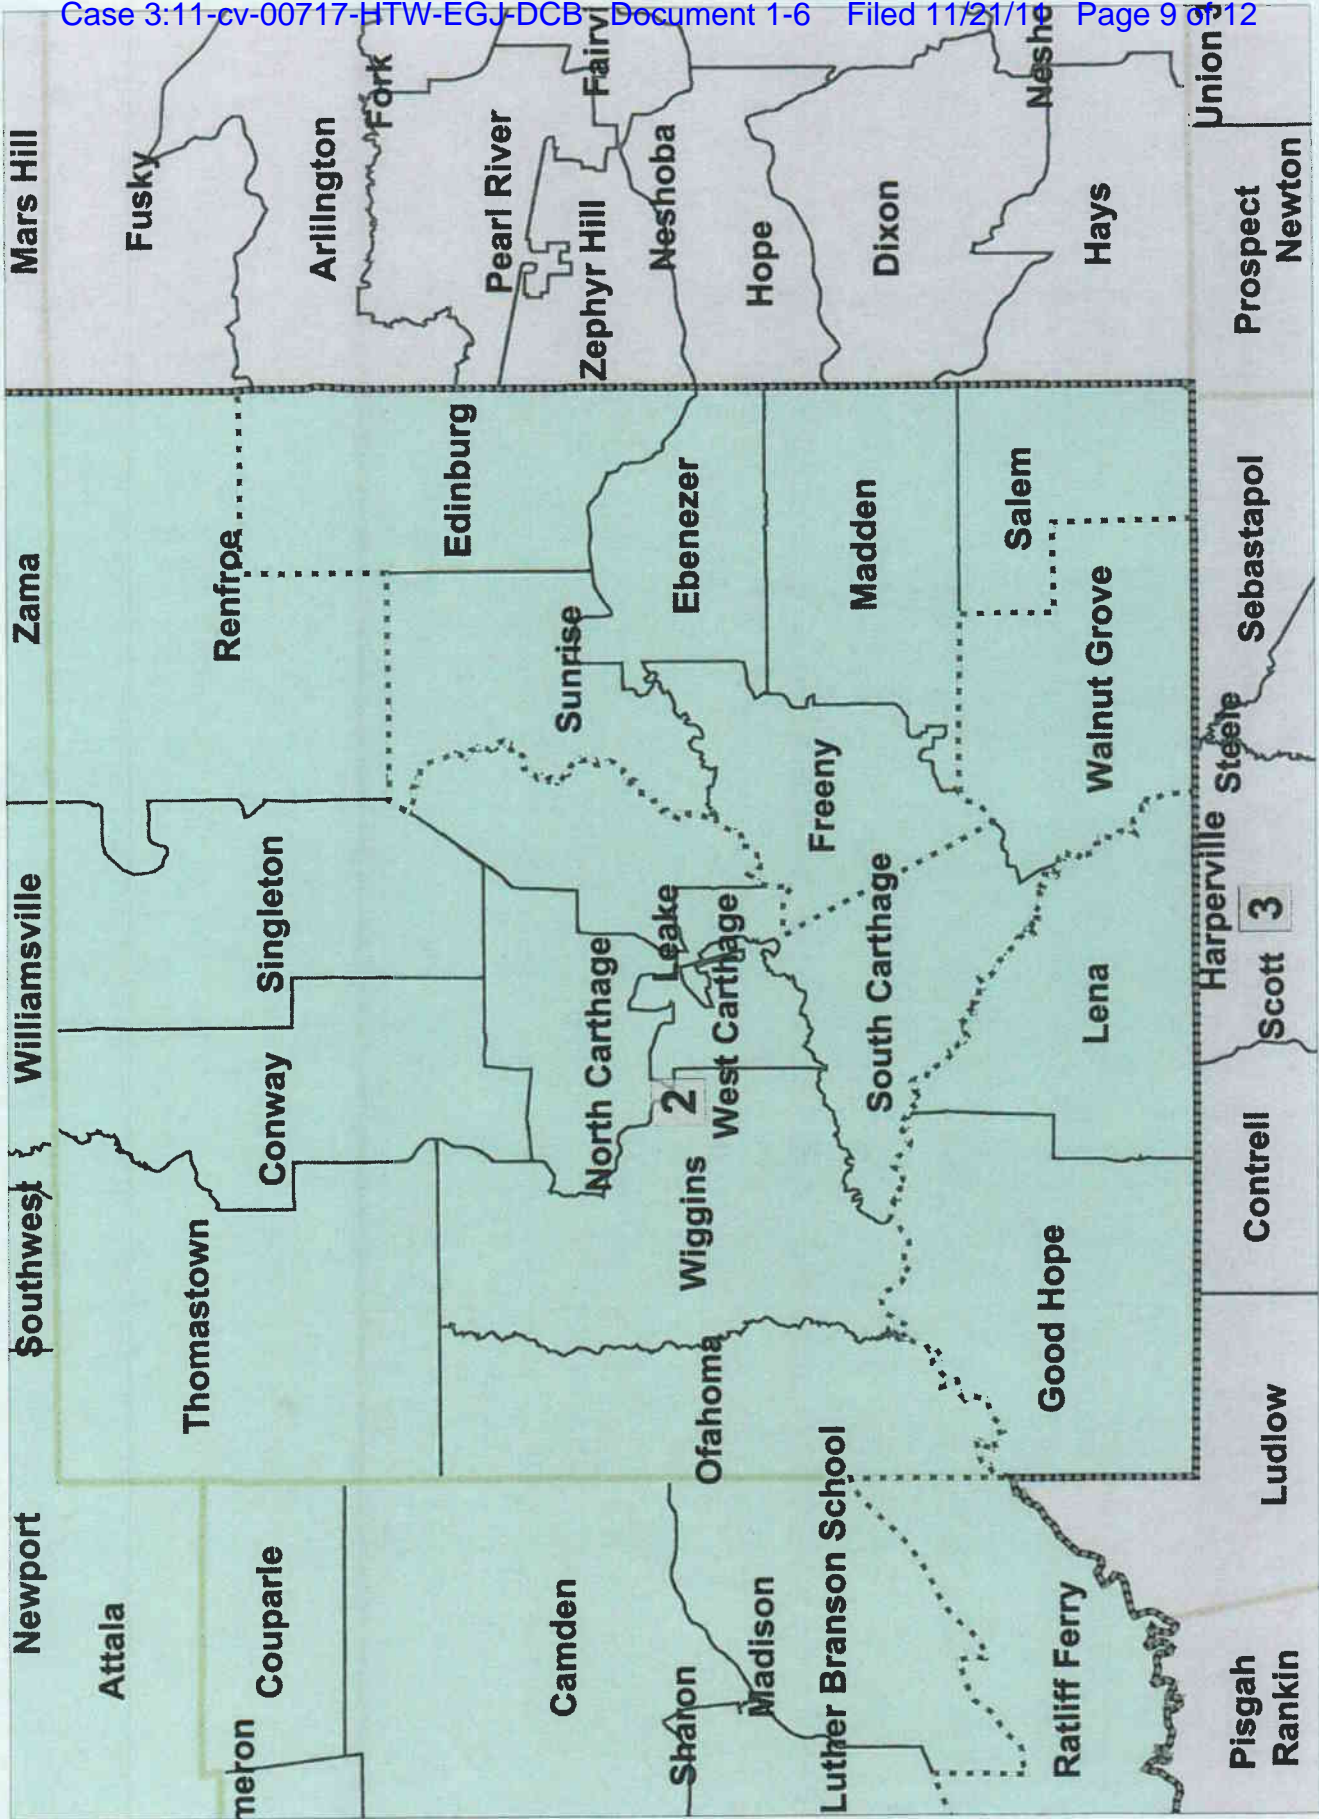 Case 3:11-cv-00717-HTW-EGJ-DCB Document 1-6 Filed 11/21/11 Page 9 of 12
Newport
Southwest
Williamsville
Zama
Mars Hill
Attala
Fusky
Thomastown
Renfroe
Couparle
Conway
Singleton
Arlilngton
meron
Fork
Edinburg
Pearl River
Camden
North Carthage
Sunrise
Zephyr Hill
Fairvi
Sharon
2
Wiggins
Leake
Ebenezer
Neshoba
Ofahoma
West Carthage
Madison
Hope
Luther Branson School
South Carthage
Freeny
Madden
Dixon
Ratliff Ferry
Good Hope
Lena
Walnut Grove
Salem
Hays
Neshe
Harperville
Steele
Union
Pisgah
Rankin
Ludlow
Contrell
Scott
3
Sebastapol
Prospect
Newton